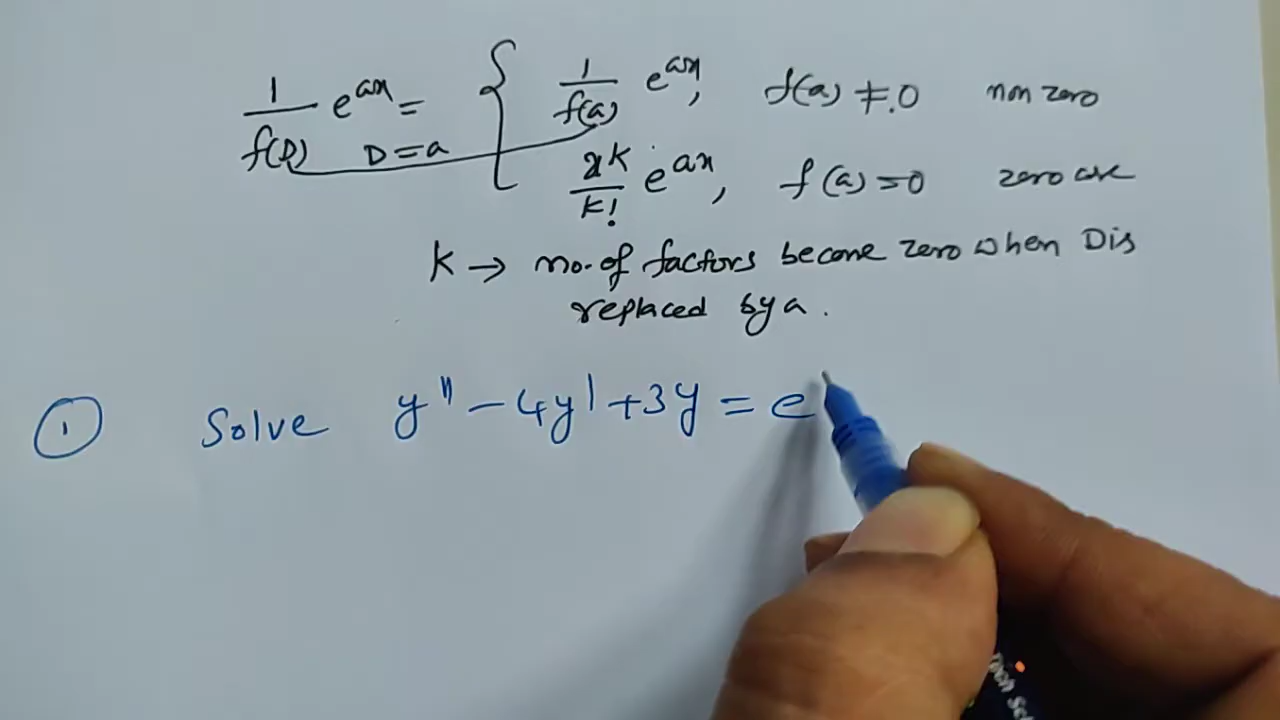 1/f(D) e^{ax} = { 1/f(a) e^{ax}, f(a) ≠ 0 non zero
D = a
x^k/k! e^{ax}, f(a) = 0 zero
K → no. of factors become zero when D is
replaced by a.
① Solve y'' - 4y' + 3y = e